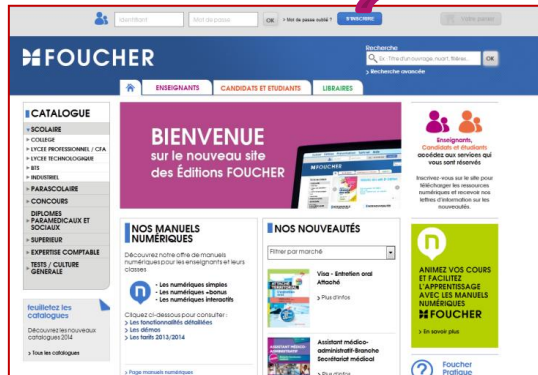 Identifiant
Mot de passe
OK
> Mot de passe oublié ?
S'INSCRIRE
Votre panier
FOUCHER
Recherche
Ex : Titre d'un ouvrage, nuart, filières...
OK
> Recherche avancée
ENSEIGNANTS
CANDIDATS ET ETUDIANTS
LIBRAIRES
CATALOGUE
SCOLAIRE
COLLEGE
LYCEE PROFESSIONNEL / CFA
LYCEE TECHNOLOGIQUE
BTS
INDUSTRIEL
PARASCOLAIRE
CONCOURS
DIPLOMES
PARAMEDICAUX ET
SOCIAUX
SUPERIEUR
EXPERTISE COMPTABLE
TESTS / CULTURE
GENERALE
feuilletez les
catalogues
Découvrez les nouveaux
catalogues 2014
> Tous les catalogues
BIENVENUE
sur le nouveau site
des Éditions FOUCHER
NOS MANUELS
NUMÉRIQUES
Découvrez notre offre de manuels
numériques pour les enseignants et leurs
classes
n
- Les numériques simples
- Les numériques +bonus
- Les numériques interactifs
Cliquez ci-dessous pour consulter :
> Les fonctionnalités détaillées
> Les démos
> Les tarifs 2013/2014
> Page manuels numériques
NOS NOUVEAUTÉS
Filtrer par marché
Visa - Entretien oral
Attaché
> Plus d'infos
Assistant médico-
administratif-Branche
Secrétariat médical
> Plus d'infos
Enseignants,
Candidats et étudiants
accédez aux services qui
vous sont réservés
Inscrivez-vous sur le site pour
télécharger les ressources
numériques et recevoir nos
lettres d'information sur les
nouveautés.
n
ANIMEZ VOS COURS
ET FACILITEZ
L'APPRENTISSAGE
AVEC LES MANUELS
NUMÉRIQUES
FOUCHER
> En savoir plus
?
Foucher
Pratique